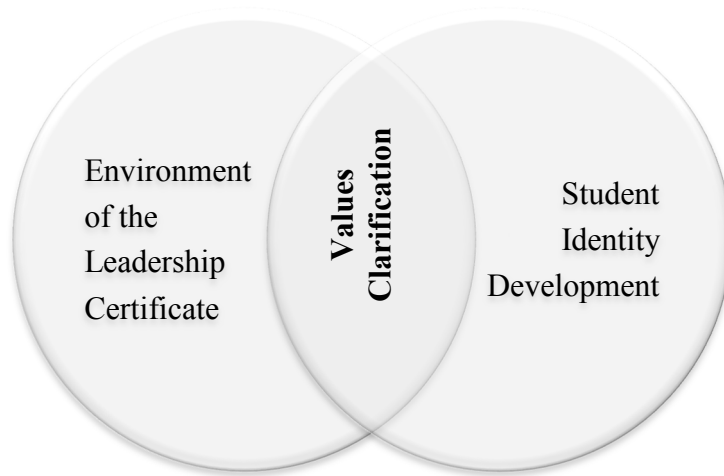 Environment
of the
Leadership
Certificate
Values
Clarification
Student
Identity
Development